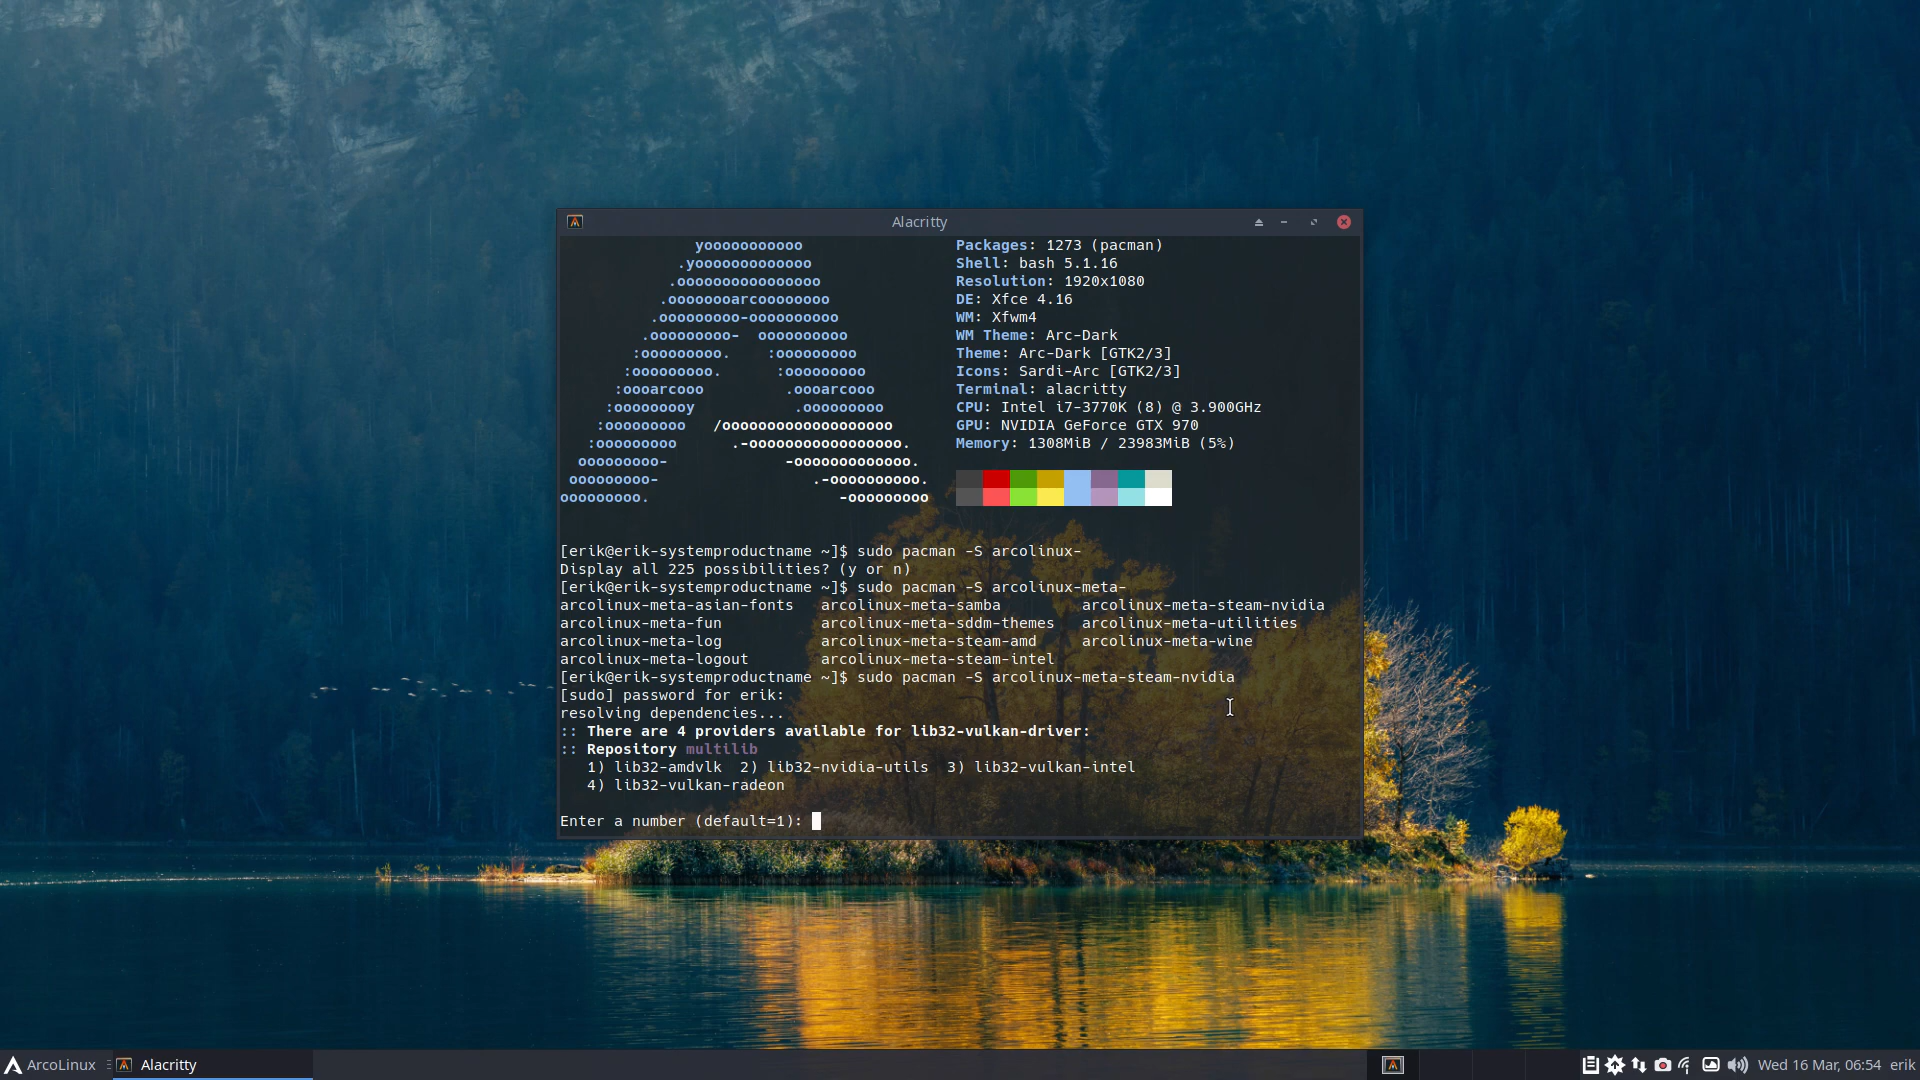 Alacritty
yooooooooooo Packages: 1273 (pacman)
.yooooooooooooo Shell: bash 5.1.16
.oooooooooooooooo Resolution: 1920x1080
.oooooooarcoooooooo DE: Xfce 4.16
.ooooooooo-oooooooooo WM: Xfwm4
.ooooooooo- oooooooooo WM Theme: Arc-Dark
:ooooooooo. :ooooooooo Theme: Arc-Dark [GTK2/3]
:ooooooooo. :ooooooooo Icons: Sardi-Arc [GTK2/3]
:oooarcooo .oooarcooo Terminal: alacritty
:ooooooooy .ooooooooo CPU: Intel i7-3770K (8) @ 3.900GHz
:ooooooooo /ooooooooooooooooooo GPU: NVIDIA GeForce GTX 970
:ooooooooo .-ooooooooooooooooo. Memory: 1308MiB / 23983MiB (5%)
ooooooooo- -ooooooooooooo.
ooooooooo- .-oooooooooo.
ooooooooo. -ooooooooo
[erik@erik-systemproductname ~]$ sudo pacman -S arcolinux-
Display all 225 possibilities? (y or n)
[erik@erik-systemproductname ~]$ sudo pacman -S arcolinux-meta-
arcolinux-meta-asian-fonts arcolinux-meta-samba arcolinux-meta-steam-nvidia
arcolinux-meta-fun arcolinux-meta-sddm-themes arcolinux-meta-utilities
arcolinux-meta-log arcolinux-meta-steam-amd arcolinux-meta-wine
arcolinux-meta-logout arcolinux-meta-steam-intel
[erik@erik-systemproductname ~]$ sudo pacman -S arcolinux-meta-steam-nvidia
[sudo] password for erik:
resolving dependencies...
:: There are 4 providers available for lib32-vulkan-driver:
:: Repository multilib
1) lib32-amdvlk 2) lib32-nvidia-utils 3) lib32-vulkan-intel
4) lib32-vulkan-radeon
Enter a number (default=1):
ArcoLinux Alacritty Wed 16 Mar, 06:54 erik